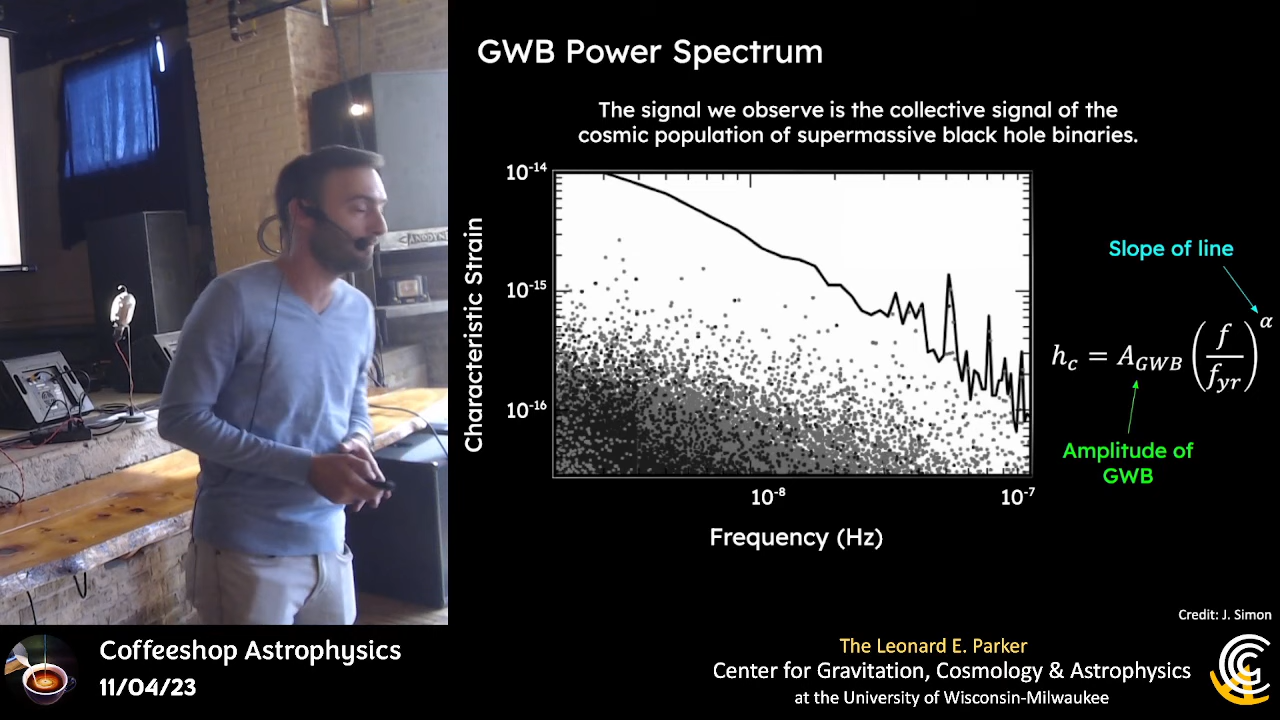 GWB Power Spectrum
The signal we observe is the collective signal of the
cosmic population of supermassive black hole binaries.
10⁻¹⁴
10⁻¹⁵
10⁻¹⁶
Characteristic Strain
10⁻⁸ 10⁻⁷
Frequency (Hz)
Slope of line
h_c = A_GWB (f / f_yr)^α
Amplitude of
GWB
Credit: J. Simon
Coffeeshop Astrophysics
11/04/23
The Leonard E. Parker
Center for Gravitation, Cosmology & Astrophysics
at the University of Wisconsin-Milwaukee